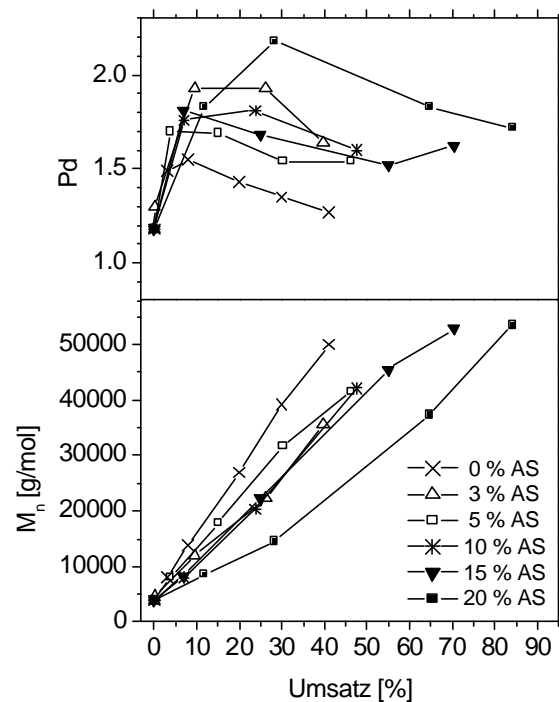 2.0
1.5
1.0
Pd
50000
40000
30000
20000
10000
0
Mn [g/mol]
0 % AS
3 % AS
5 % AS
10 % AS
15 % AS
20 % AS
0 10 20 30 40 50 60 70 80 90
Umsatz [%]